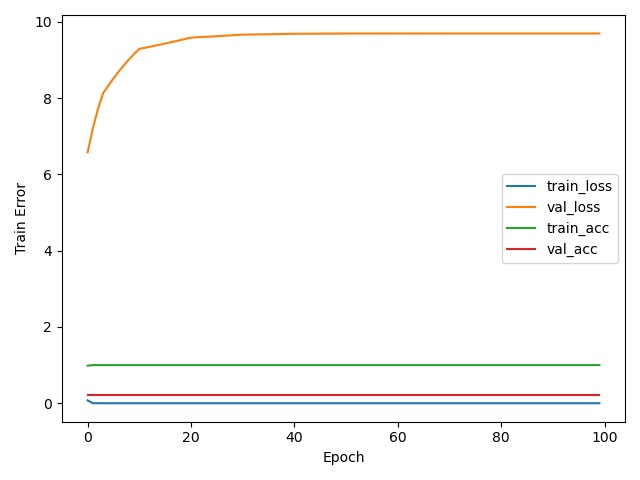 10
8
6
4
2
0
Train Error
train_loss
val_loss
train_acc
val_acc
0 20 40 60 80 100
Epoch